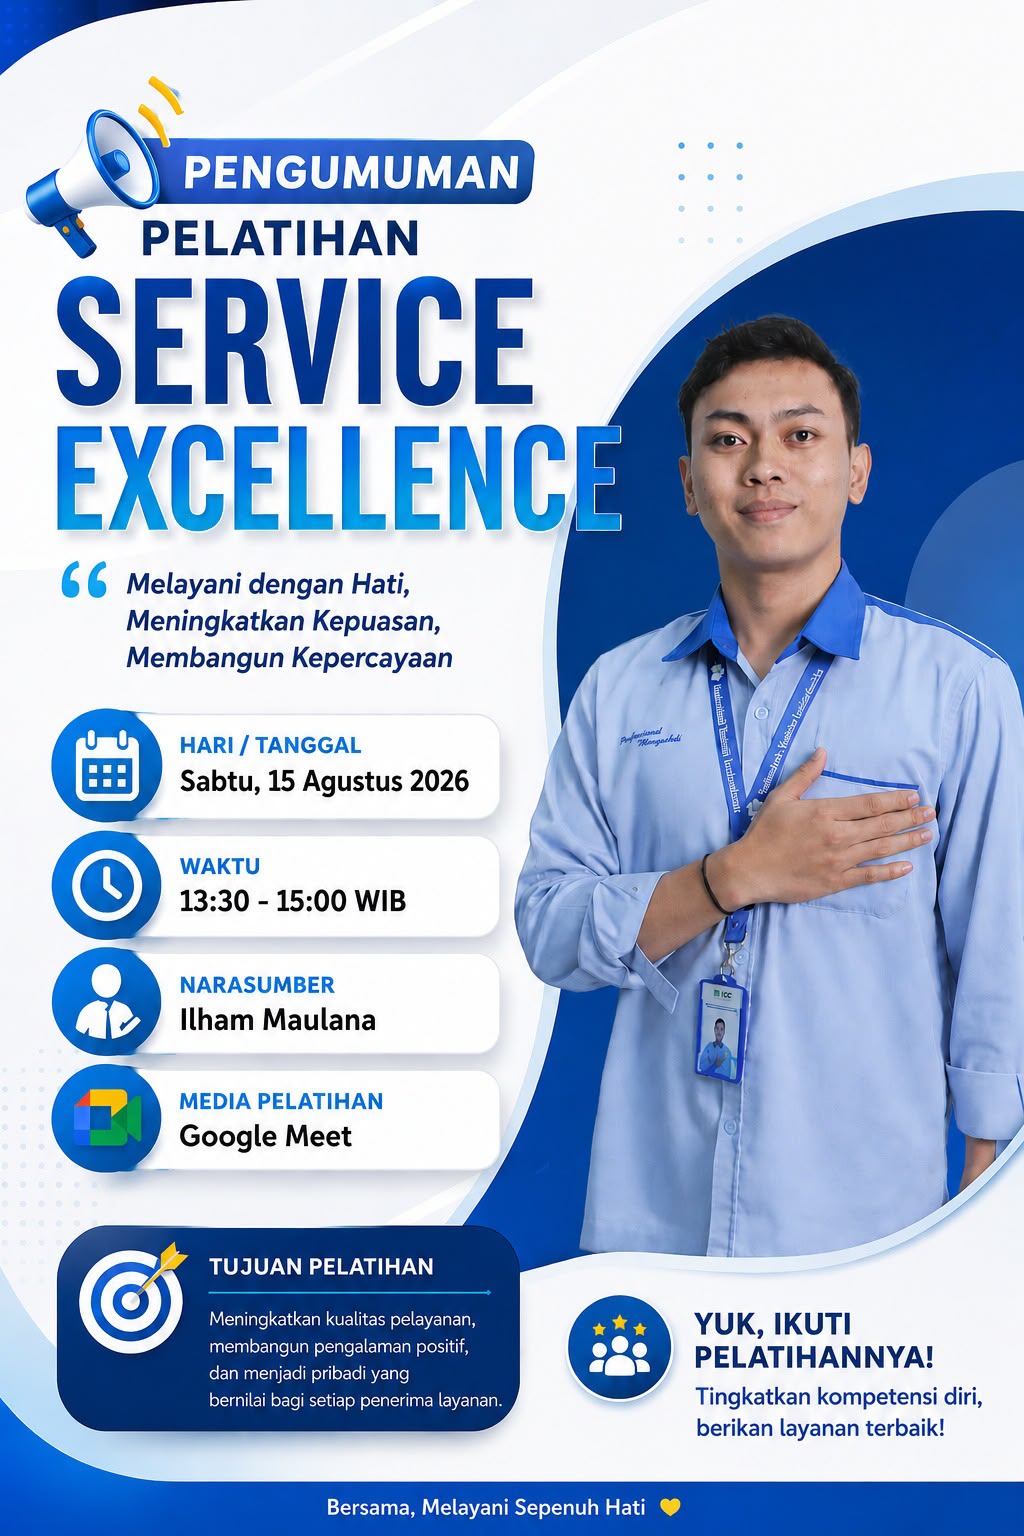 PENGUMUMAN
PELATIHAN
SERVICE
EXCELLENCE
“ Melayani dengan Hati,
Meningkatkan Kepuasan,
Membangun Kepercayaan
HARI / TANGGAL
Sabtu, 15 Agustus 2026
WAKTU
13:30 - 15:00 WIB
NARASUMBER
Ilham Maulana
MEDIA PELATIHAN
Google Meet
ICC
TUJUAN PELATIHAN
Meningkatkan kualitas pelayanan,
membangun pengalaman positif,
dan menjadi pribadi yang
bernilai bagi setiap penerima layanan.
YUK, IKUTI
PELATIHANNYA!
Tingkatkan kompetensi diri,
berikan layanan terbaik!
Bersama, Melayani Sepenuh Hati 💛